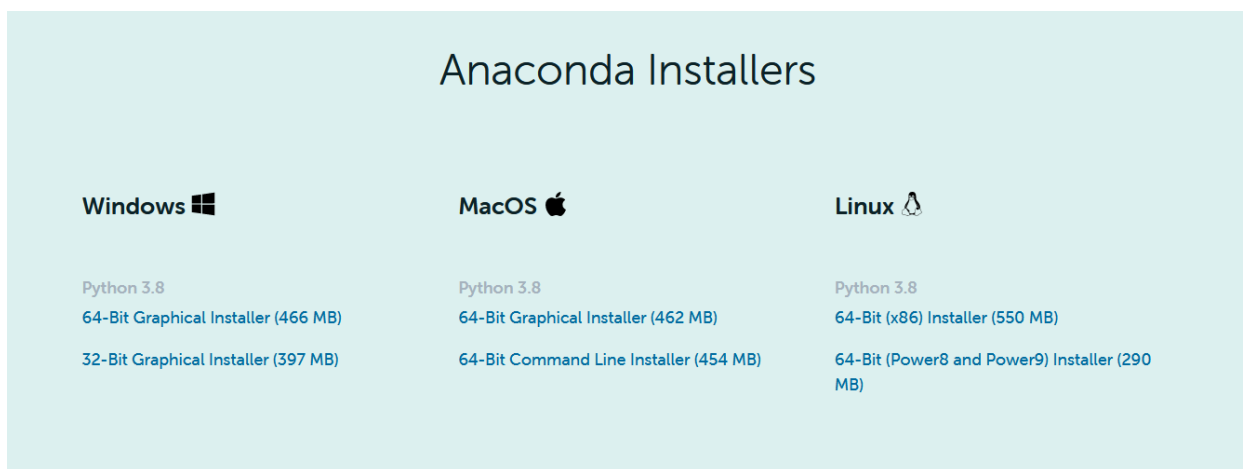 Anaconda Installers
Windows
MacOS
Linux
Python 3.8
64-Bit Graphical Installer (466 MB)
32-Bit Graphical Installer (397 MB)
Python 3.8
64-Bit Graphical Installer (462 MB)
64-Bit Command Line Installer (454 MB)
Python 3.8
64-Bit (x86) Installer (550 MB)
64-Bit (Power8 and Power9) Installer (290
MB)